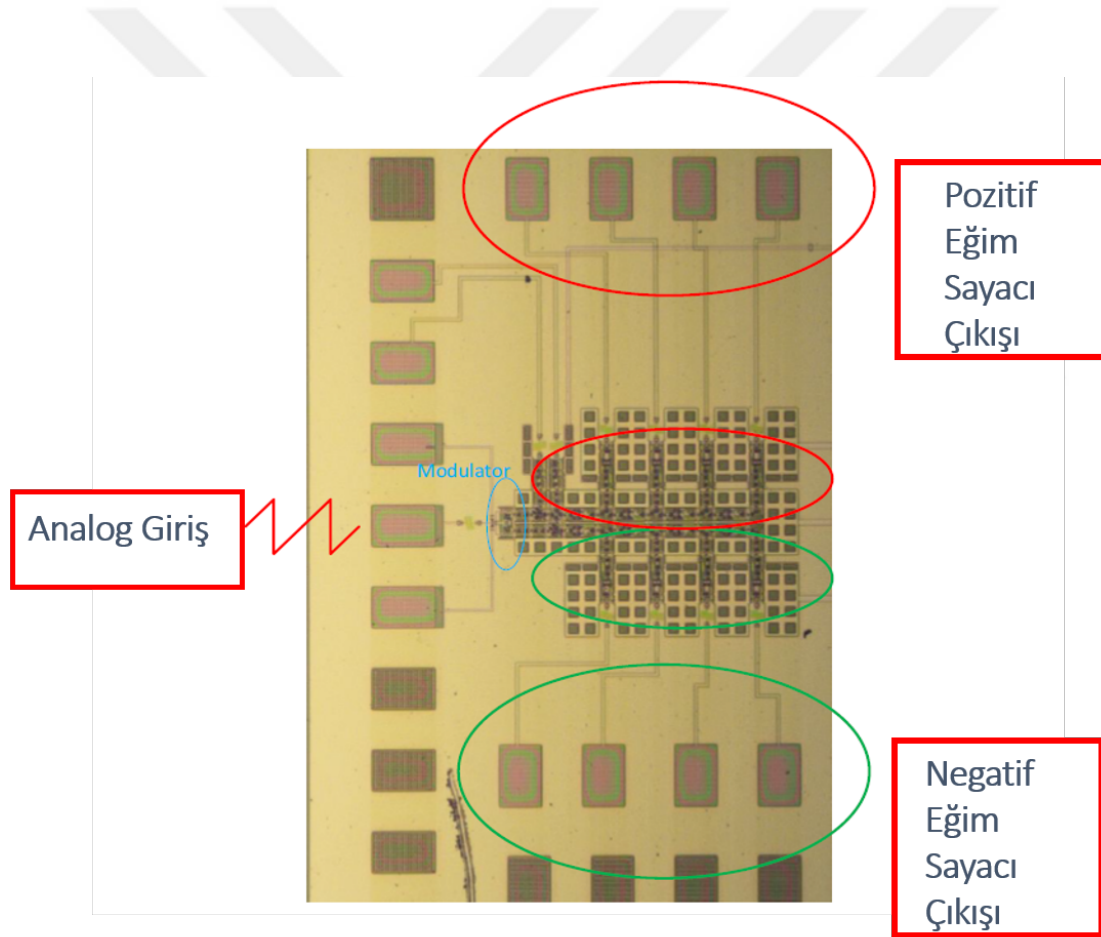 Pozitif
Eğim
Sayacı
Çıkışı
Modulator
Analog Giriş
Negatif
Eğim
Sayacı
Çıkışı